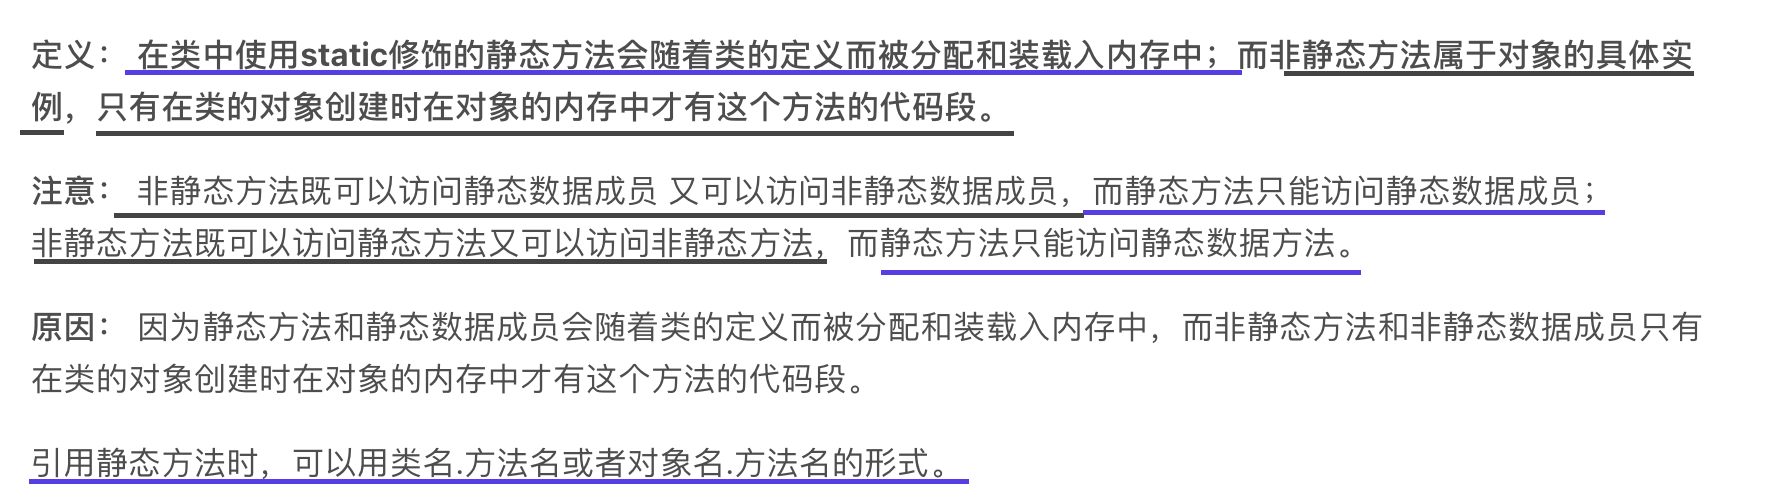 定义： 在类中使用static修饰的静态方法会随着类的定义而被分配和装载入内存中；而非静态方法属于对象的具体实
例，只有在类的对象创建时在对象的内存中才有这个方法的代码段。
注意： 非静态方法既可以访问静态数据成员 又可以访问非静态数据成员，而静态方法只能访问静态数据成员；
非静态方法既可以访问静态方法又可以访问非静态方法，而静态方法只能访问静态数据方法。
原因： 因为静态方法和静态数据成员会随着类的定义而被分配和装载入内存中，而非静态方法和非静态数据成员只有
在类的对象创建时在对象的内存中才有这个方法的代码段。
引用静态方法时，可以用类名.方法名或者对象名.方法名的形式。